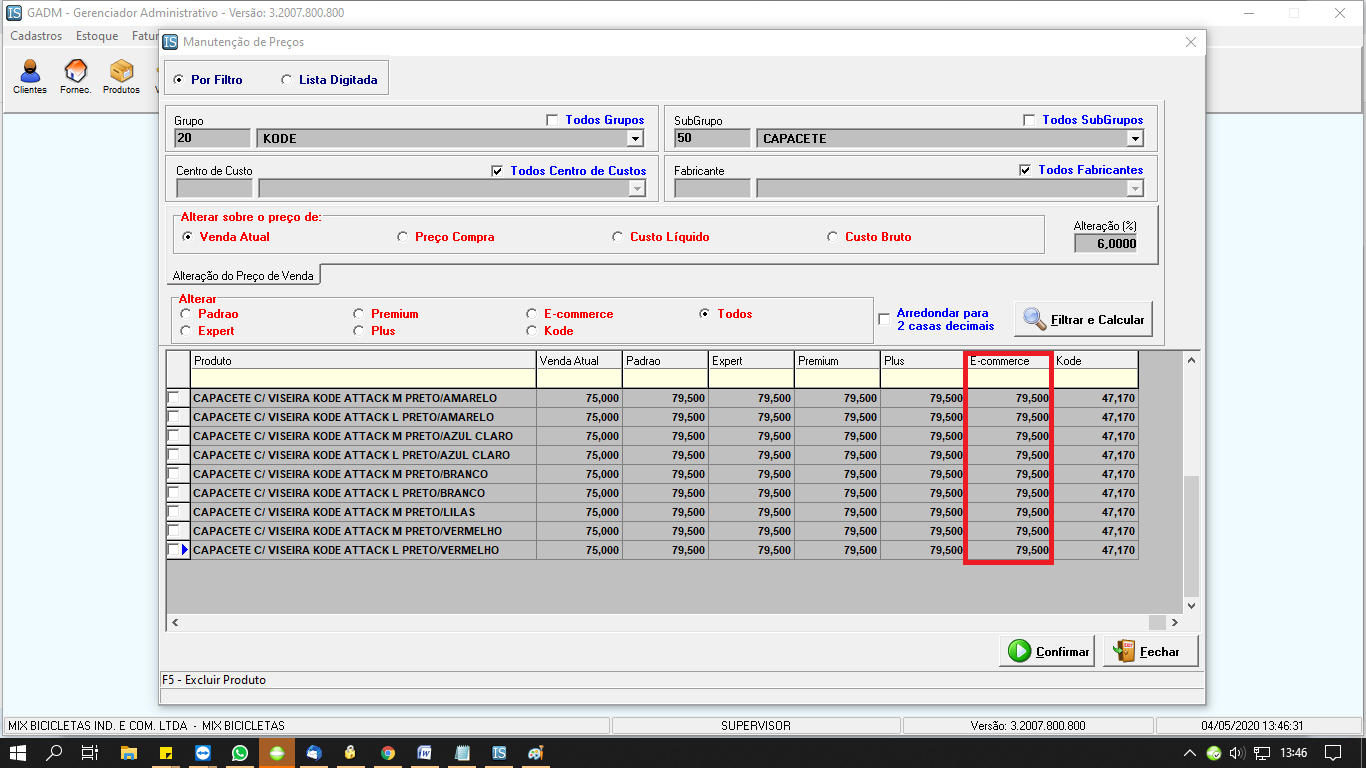 GADM - Gerenciador Administrativo - Versão: 3.2007.800.800
Cadastros Estoque Fatur
Clientes Fornec. Produtos
Manutenção de Preços
Por Filtro Lista Digitada
Grupo Todos Grupos SubGrupo Todos SubGrupos
20 KODE 50 CAPACETE
Centro de Custo Todos Centro de Custos Fabricante Todos Fabricantes
Alterar sobre o preço de:
Venda Atual Preço Compra Custo Líquido Custo Bruto
Alteração (%)
6,0000
Alteração do Preço de Venda
Alterar
Padrao Premium E-commerce Todos
Expert Plus Kode
Arredondar para
2 casas decimais
Filtrar e Calcular
Produto Venda Atual Padrao Expert Premium Plus E-commerce Kode
CAPACETE C/ VISEIRA KODE ATTACK M PRETO/AMARELO 75,000 79,500 79,500 79,500 79,500 79,500 47,170
CAPACETE C/ VISEIRA KODE ATTACK L PRETO/AMARELO 75,000 79,500 79,500 79,500 79,500 79,500 47,170
CAPACETE C/ VISEIRA KODE ATTACK M PRETO/AZUL CLARO 75,000 79,500 79,500 79,500 79,500 79,500 47,170
CAPACETE C/ VISEIRA KODE ATTACK L PRETO/AZUL CLARO 75,000 79,500 79,500 79,500 79,500 79,500 47,170
CAPACETE C/ VISEIRA KODE ATTACK M PRETO/BRANCO 75,000 79,500 79,500 79,500 79,500 79,500 47,170
CAPACETE C/ VISEIRA KODE ATTACK L PRETO/BRANCO 75,000 79,500 79,500 79,500 79,500 79,500 47,170
CAPACETE C/ VISEIRA KODE ATTACK M PRETO/LILAS 75,000 79,500 79,500 79,500 79,500 79,500 47,170
CAPACETE C/ VISEIRA KODE ATTACK M PRETO/VERMELHO 75,000 79,500 79,500 79,500 79,500 79,500 47,170
CAPACETE C/ VISEIRA KODE ATTACK L PRETO/VERMELHO 75,000 79,500 79,500 79,500 79,500 79,500 47,170
Confirmar Fechar
F5 - Excluir Produto
MIX BICICLETAS IND. E COM. LTDA - MIX BICICLETAS SUPERVISOR Versão: 3.2007.800.800 04/05/2020 13:46:31
13:46